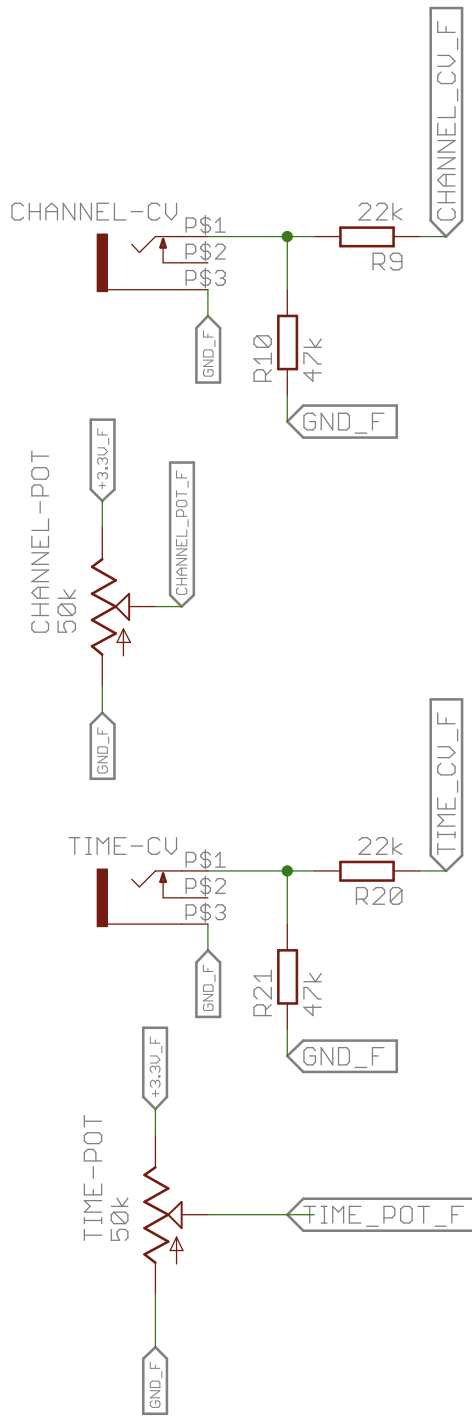 CHANNEL_CV_F
CHANNEL-CV
P$1
P$2
P$3
22k
R9
GND_F
R10
47k
GND_F
+3.3V_F
CHANNEL-POT
50k
CHANNEL_POT_F
GND_F
TIME_CV_F
TIME-CV
P$1
P$2
P$3
22k
R20
GND_F
R21
47k
GND_F
+3.3V_F
TIME-POT
50k
TIME_POT_F
GND_F